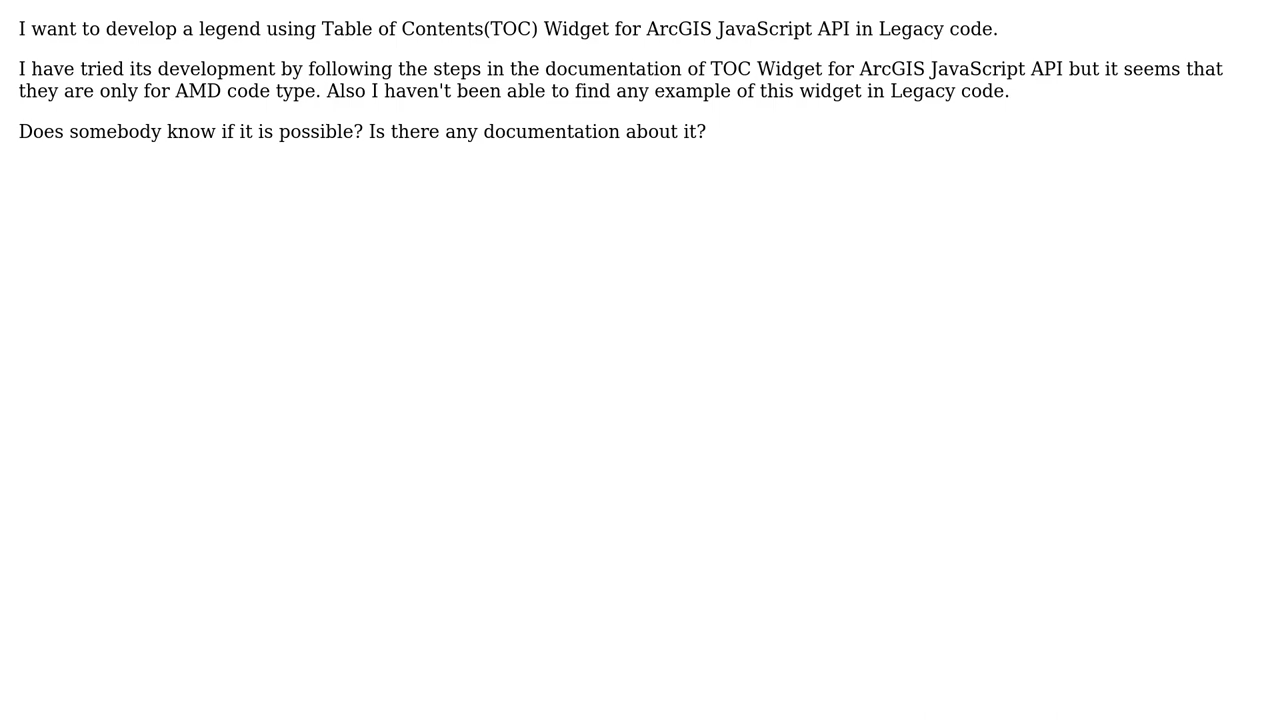 I want to develop a legend using Table of Contents(TOC) Widget for ArcGIS JavaScript API in Legacy code.
I have tried its development by following the steps in the documentation of TOC Widget for ArcGIS JavaScript API but it seems that
they are only for AMD code type. Also I haven't been able to find any example of this widget in Legacy code.
Does somebody know if it is possible? Is there any documentation about it?